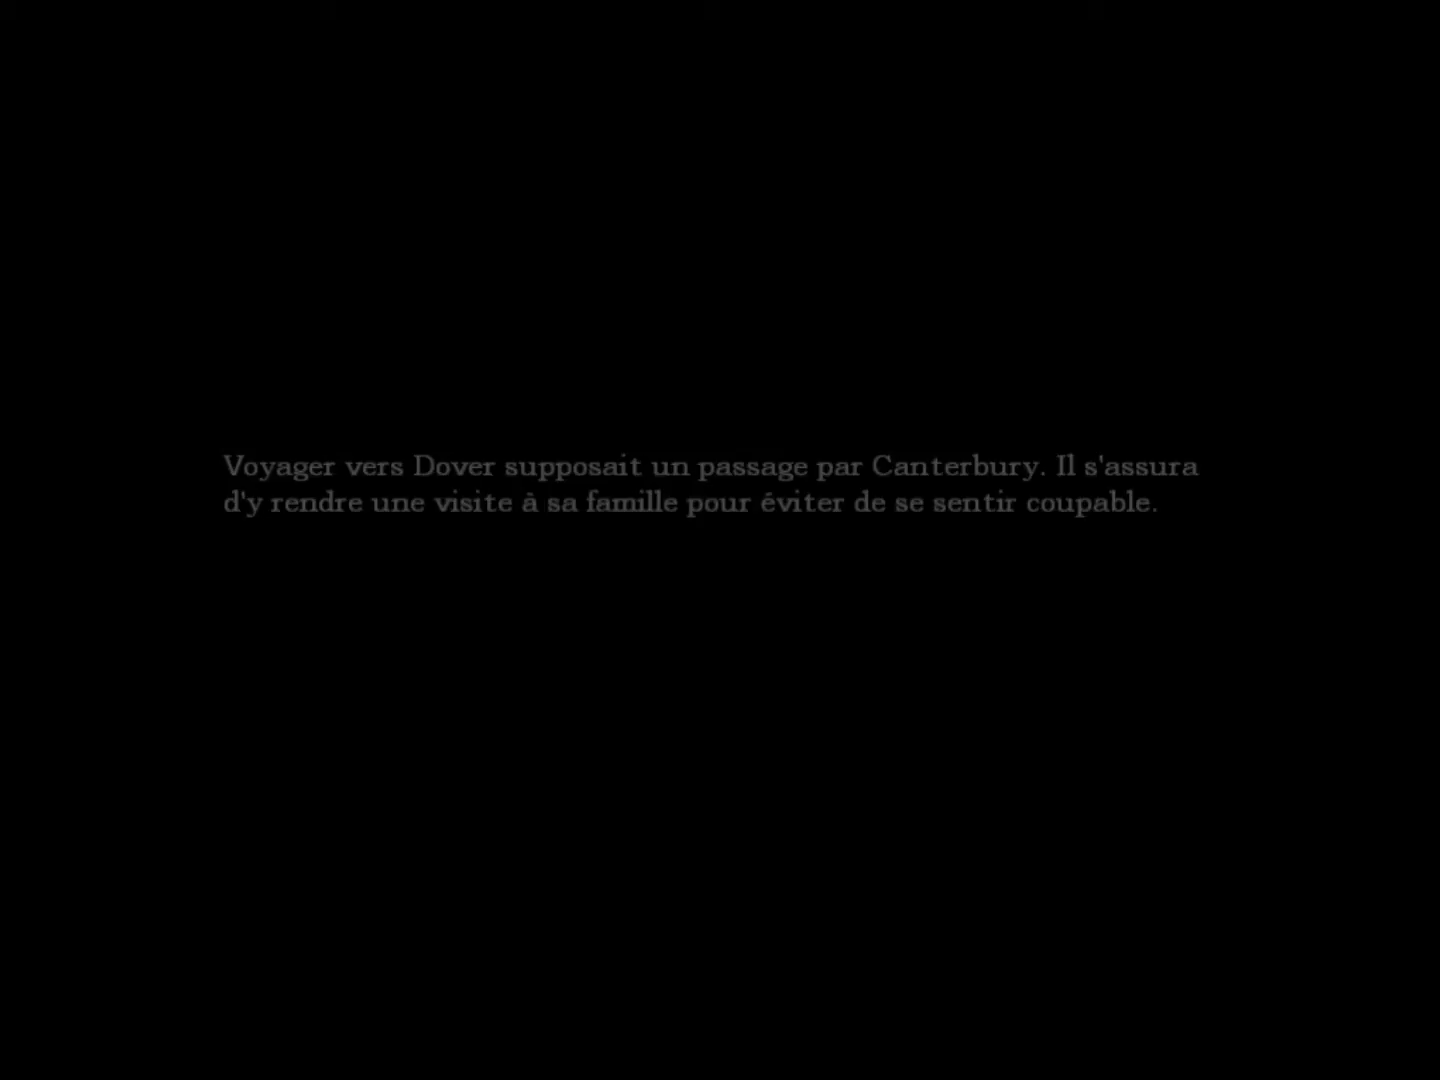 Voyager vers Dover supposait un passage par Canterbury. Il s'assura
d'y rendre une visite à sa famille pour éviter de se sentir coupable.